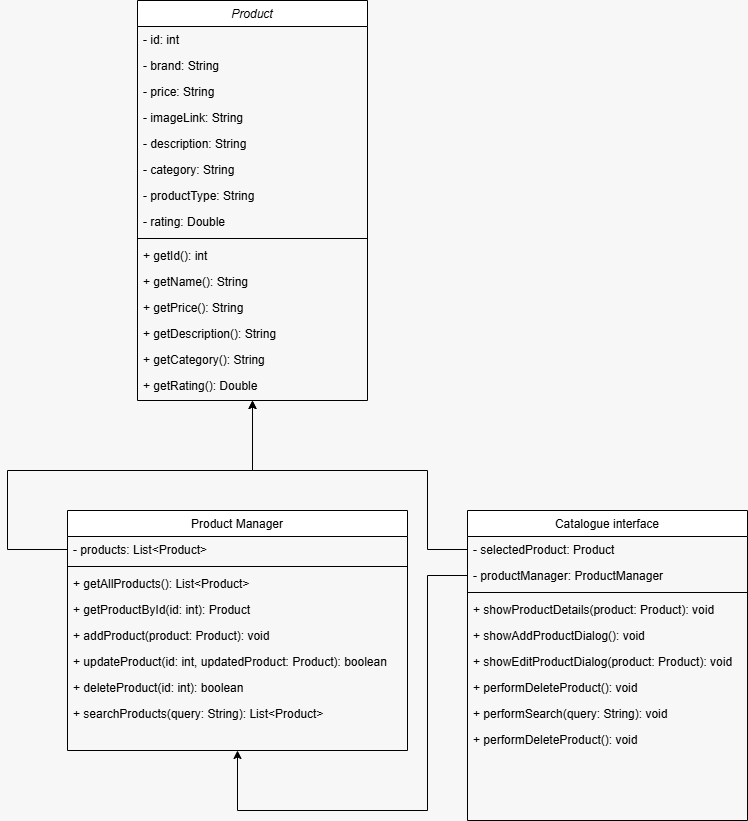 Product
- id: int
- brand: String
- price: String
- imageLink: String
- description: String
- category: String
- productType: String
- rating: Double
+ getId(): int
+ getName(): String
+ getPrice(): String
+ getDescription(): String
+ getCategory(): String
+ getRating(): Double
Product Manager
- products: List<Product>
+ getAllProducts(): List<Product>
+ getProductById(id: int): Product
+ addProduct(product: Product): void
+ updateProduct(id: int, updatedProduct: Product): boolean
+ deleteProduct(id: int): boolean
+ searchProducts(query: String): List<Product>
Catalogue interface
- selectedProduct: Product
- productManager: ProductManager
+ showProductDetails(product: Product): void
+ showAddProductDialog(): void
+ showEditProductDialog(product: Product): void
+ performDeleteProduct(): void
+ performSearch(query: String): void
+ performDeleteProduct(): void